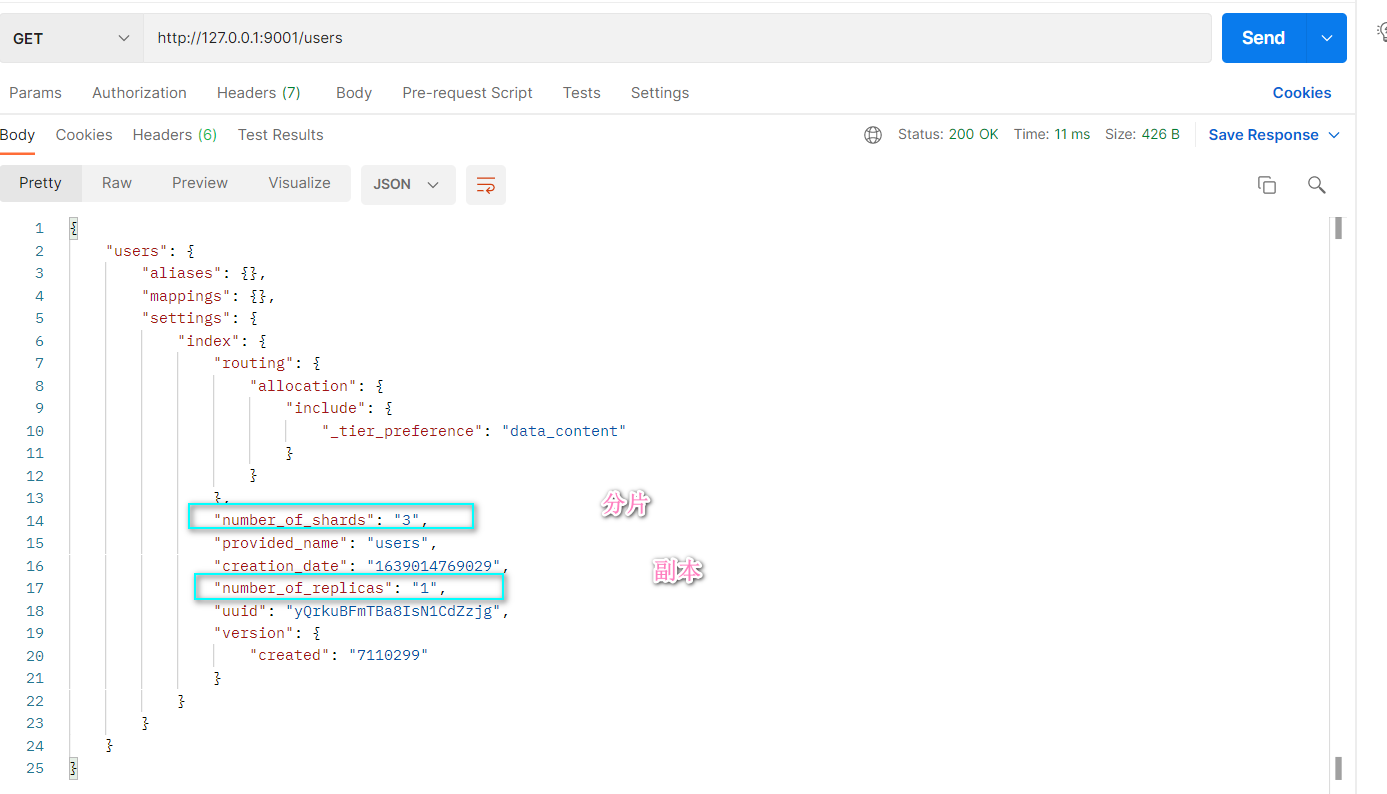 GET http://127.0.0.1:9001/users Send
Params Authorization Headers (7) Body Pre-request Script Tests Settings Cookies
Body Cookies Headers (6) Test Results Status: 200 OK Time: 11 ms Size: 426 B Save Response
Pretty Raw Preview Visualize JSON
1 {
2 "users": {
3 "aliases": {},
4 "mappings": {},
5 "settings": {
6 "index": {
7 "routing": {
8 "allocation": {
9 "include": {
10 "_tier_preference": "data_content"
11 }
12 }
13 },
分片
14 "number_of_shards": "3",
15 "provided_name": "users",
16 "creation_date": "1639014769029",
副本
17 "number_of_replicas": "1",
18 "uuid": "yQrkuBFmTBa8IsN1CdZzjg",
19 "version": {
20 "created": "7110299"
21 }
22 }
23 }
24 }
25 }